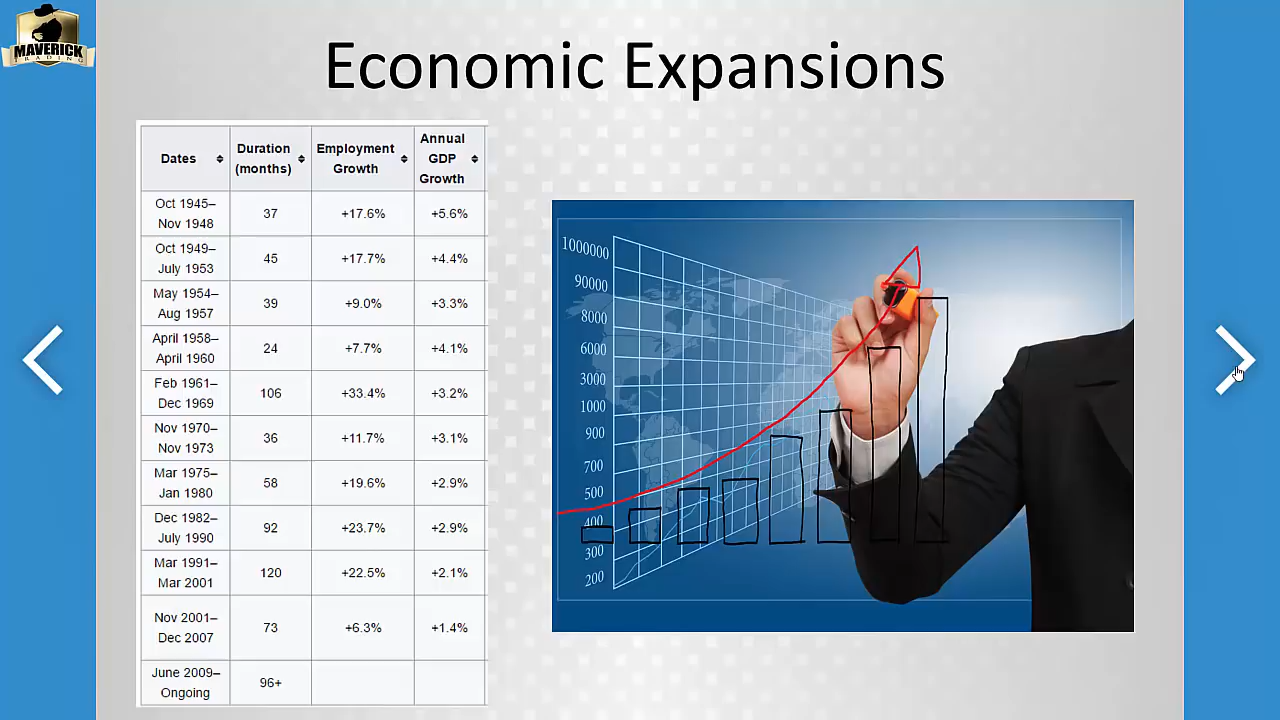 MAVERICK
TRADING
Economic Expansions
Dates
Duration
(months)
Employment
Growth
Annual
GDP
Growth
Oct 1945–
Nov 1948
37
+17.6%
+5.6%
Oct 1949–
July 1953
45
+17.7%
+4.4%
May 1954–
Aug 1957
39
+9.0%
+3.3%
April 1958–
April 1960
24
+7.7%
+4.1%
Feb 1961–
Dec 1969
106
+33.4%
+3.2%
Nov 1970–
Nov 1973
36
+11.7%
+3.1%
Mar 1975–
Jan 1980
58
+19.6%
+2.9%
Dec 1982–
July 1990
92
+23.7%
+2.9%
Mar 1991–
Mar 2001
120
+22.5%
+2.1%
Nov 2001–
Dec 2007
73
+6.3%
+1.4%
June 2009–
Ongoing
96+
1000000
90000
8000
6000
3000
1000
900
700
500
400
300
200